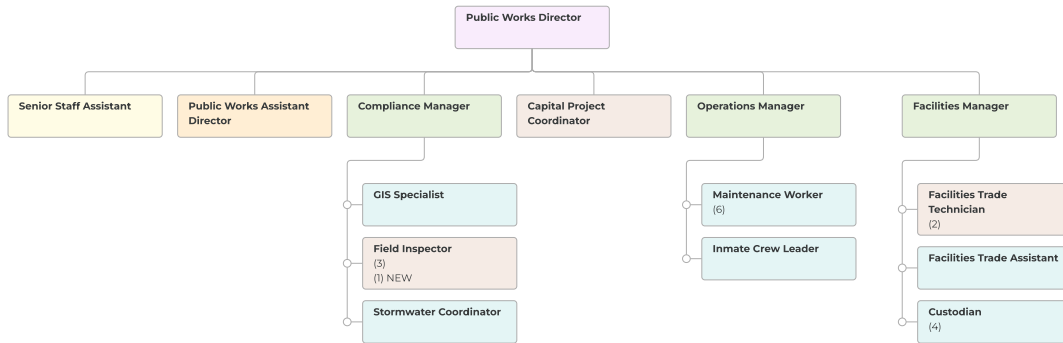 Public Works Director
Senior Staff Assistant
Public Works Assistant
Director
Compliance Manager
Capital Project
Coordinator
Operations Manager
Facilities Manager
GIS Specialist
Field Inspector
(3)
(1) NEW
Stormwater Coordinator
Maintenance Worker
(6)
Inmate Crew Leader
Facilities Trade
Technician
(2)
Facilities Trade Assistant
Custodian
(4)